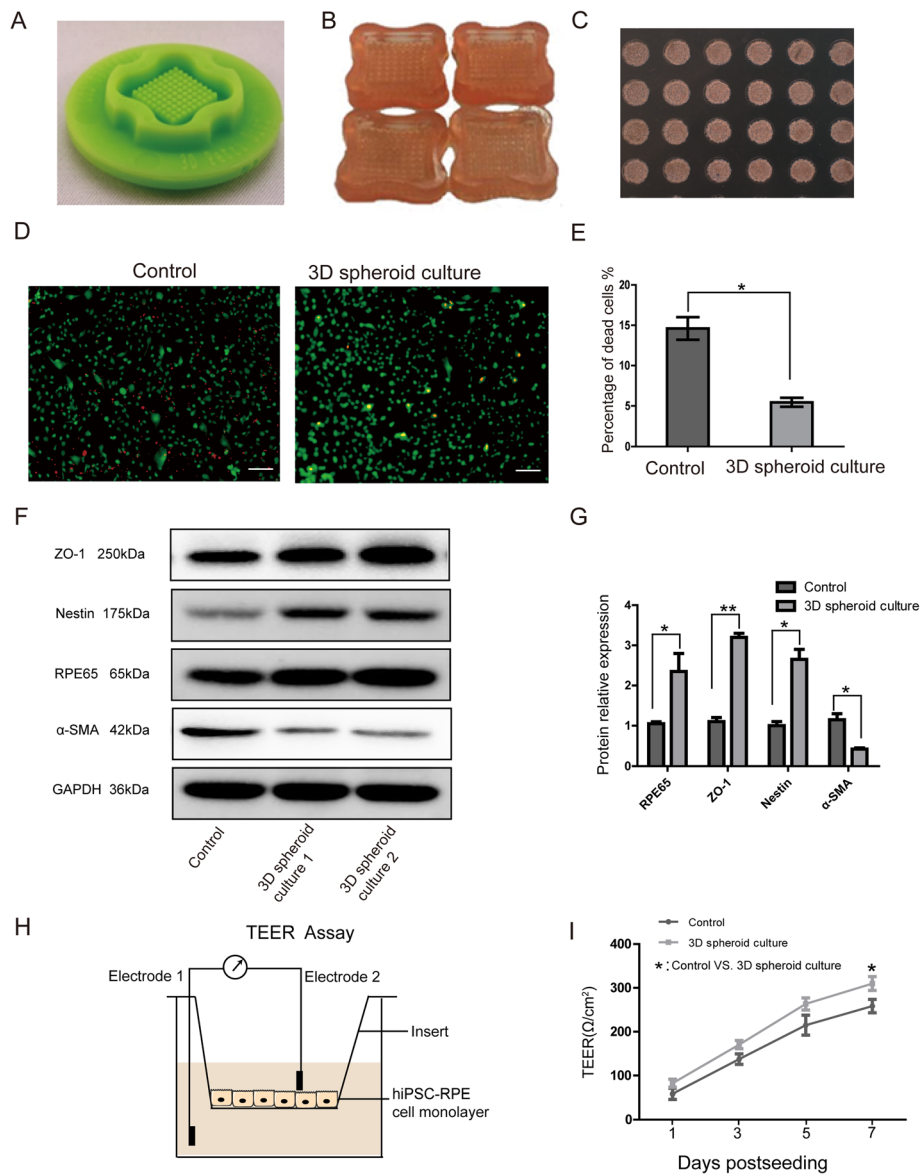 A
B
C
D
Control
3D spheroid culture
E
Percentage of dead cells %
20
15
10
5
0
*
Control
3D spheroid culture
F
ZO-1 250kDa
Nestin 175kDa
RPE65 65kDa
α-SMA 42kDa
GAPDH 36kDa
Control
3D spheroid
culture 1
3D spheroid
culture 2
G
Control
3D spheroid culture
Protein relative expression
4
3
2
1
0
*
**
*
*
RPE65
ZO-1
Nestin
α-SMA
H
TEER Assay
Electrode 1
Electrode 2
Insert
hiPSC-RPE
cell monolayer
I
Control
3D spheroid culture
*: Control VS. 3D spheroid culture
TEER(Ω/cm²)
400
300
200
100
0
*
1
3
5
7
Days postseeding